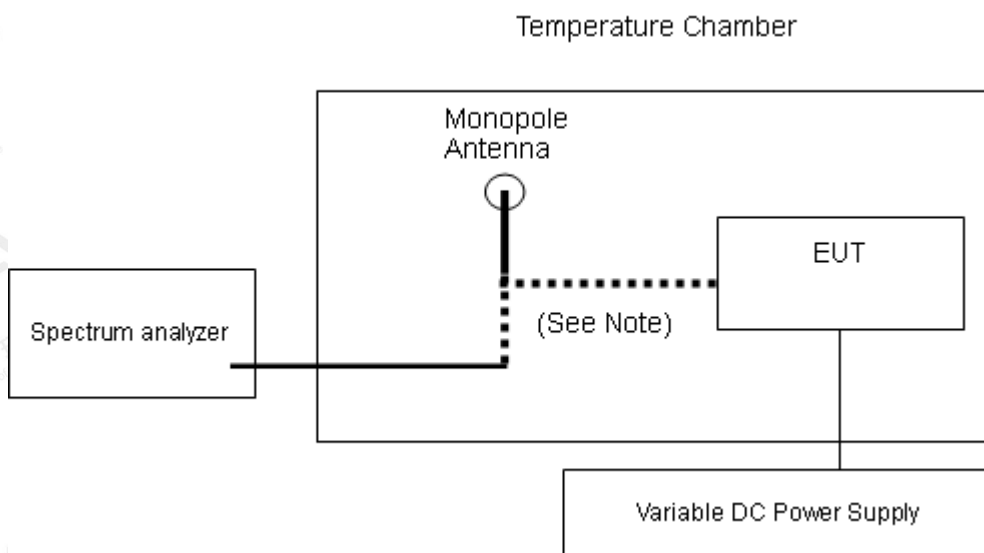 Temperature Chamber
Monopole
Antenna
EUT
(See Note)
Spectrum analyzer
Variable DC Power Supply